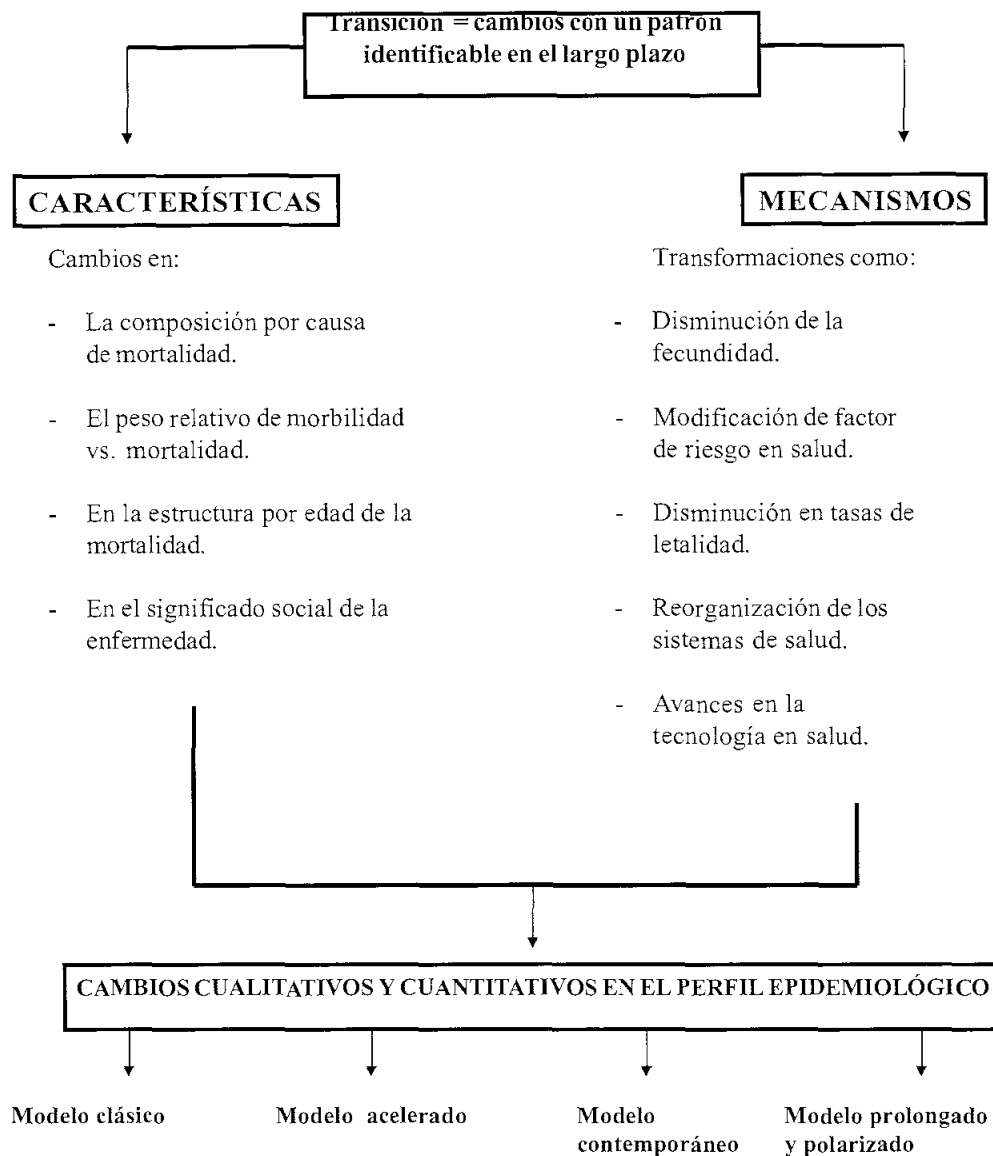 Transición = cambios con un patrón
identificable en el largo plazo
CARACTERÍSTICAS
Cambios en:
- La composición por causa
de mortalidad.
- El peso relativo de morbilidad
vs. mortalidad.
- En la estructura por edad de la
mortalidad.
- En el significado social de la
enfermedad.
MECANISMOS
Transformaciones como:
- Disminución de la
fecundidad.
- Modificación de factor
de riesgo en salud.
- Disminución en tasas de
letalidad.
- Reorganización de los
sistemas de salud.
- Avances en la
tecnología en salud.
CAMBIOS CUALITATIVOS Y CUANTITATIVOS EN EL PERFIL EPIDEMIOLÓGICO
Modelo clásico
Modelo acelerado
Modelo
contemporáneo
Modelo prolongado
y polarizado